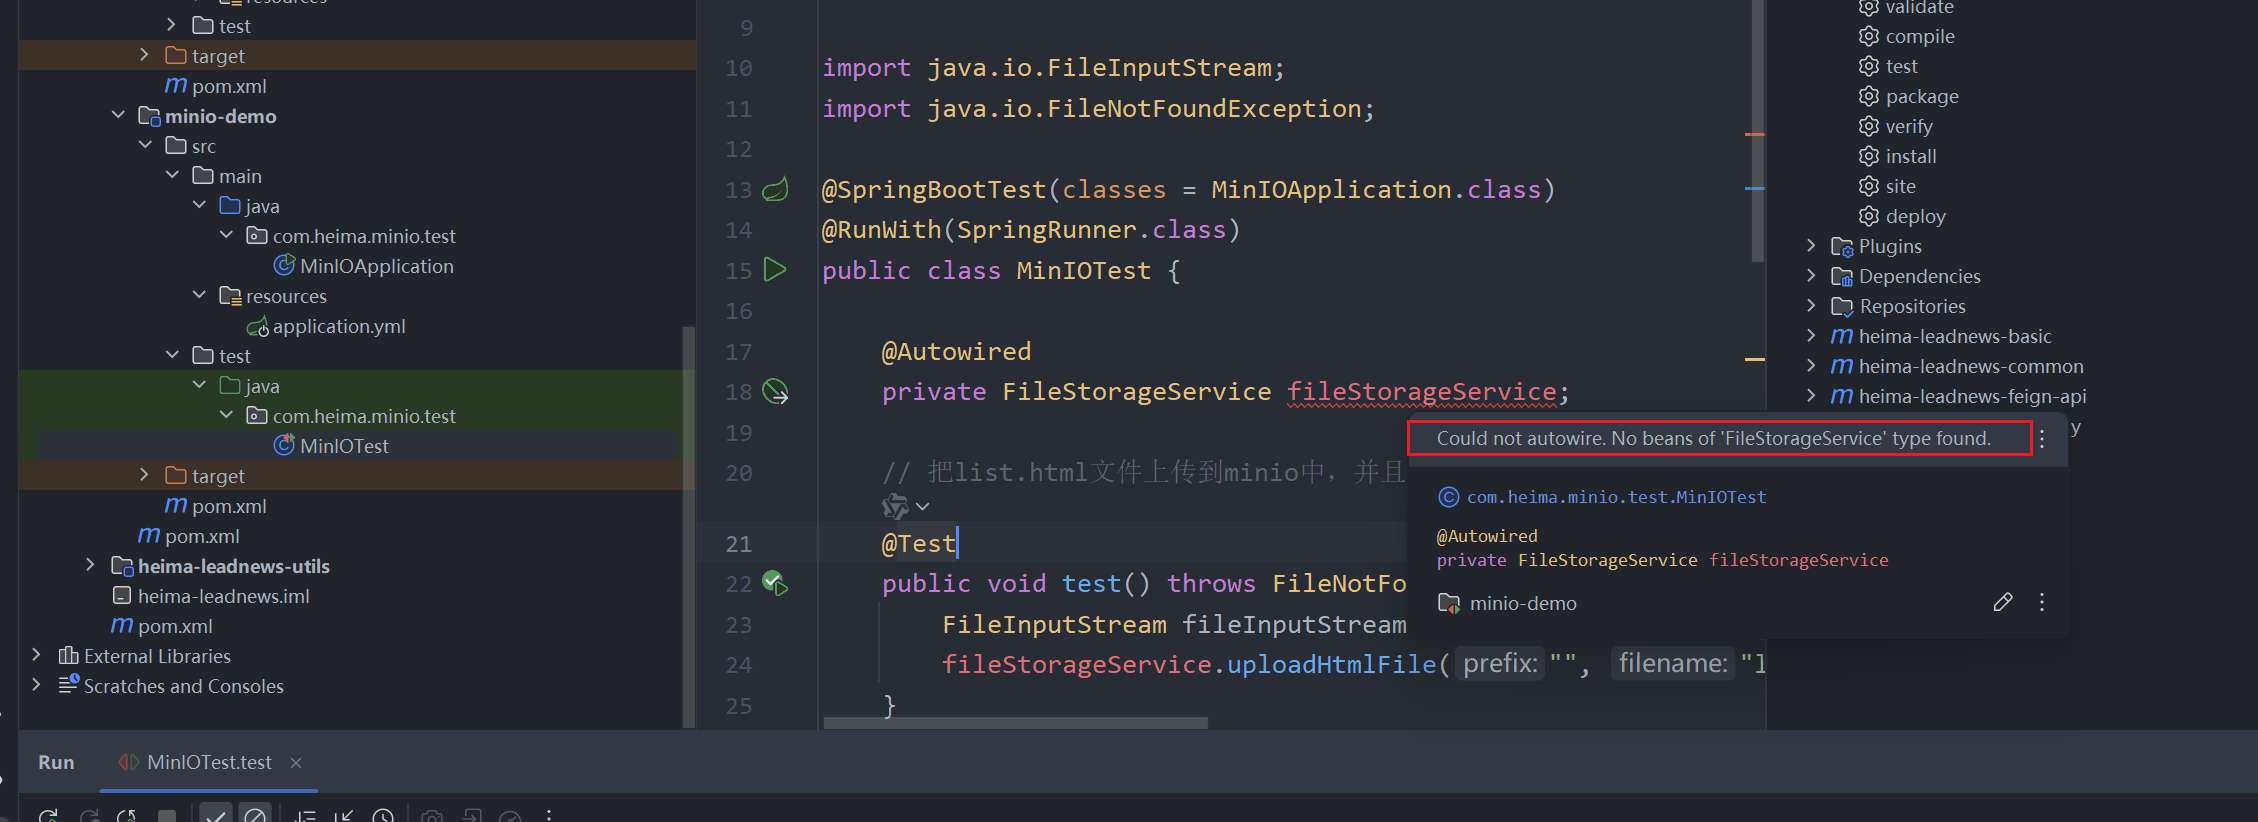 resources
test
target
pom.xml
minio-demo
src
main
java
com.heima.minio.test
MinIOApplication
resources
application.yml
test
java
com.heima.minio.test
MinIOTest
target
pom.xml
pom.xml
heima-leadnews-utils
heima-leadnews.iml
pom.xml
External Libraries
Scratches and Consoles
9
10 import java.io.FileInputStream;
11 import java.io.FileNotFoundException;
12
13 @SpringBootTest(classes = MinIOApplication.class)
14 @RunWith(SpringRunner.class)
15 public class MinIOTest {
16
17 @Autowired
18 private FileStorageService fileStorageService;
19
20 // 把list.html文件上传到minio中，并且
21 @Test
22 public void test() throws FileNotFo
23 FileInputStream fileInputStream
24 fileStorageService.uploadHtmlFile( prefix: "", filename: "l
25 }
Could not autowire. No beans of 'FileStorageService' type found.
com.heima.minio.test.MinIOTest
@Autowired
private FileStorageService fileStorageService
minio-demo
validate
compile
test
package
verify
install
site
deploy
Plugins
Dependencies
Repositories
heima-leadnews-basic
heima-leadnews-common
heima-leadnews-feign-api
y
Run MinIOTest.test